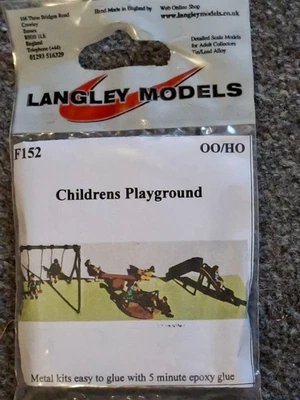 166 Three Bridges Road
Crawley
Sussex
RH10 1LE
England
Telephone (+44)
01293 516329
Hand Made in England by
Web Online Shop
www.langleymodels.co.uk
Detailed Scale Models
for Adult Collectors
Tin/Lead Alloy
LANGLEY MODELS
F152
OO/HO
Childrens Playground
Metal kits easy to glue with 5 minute epoxy glue